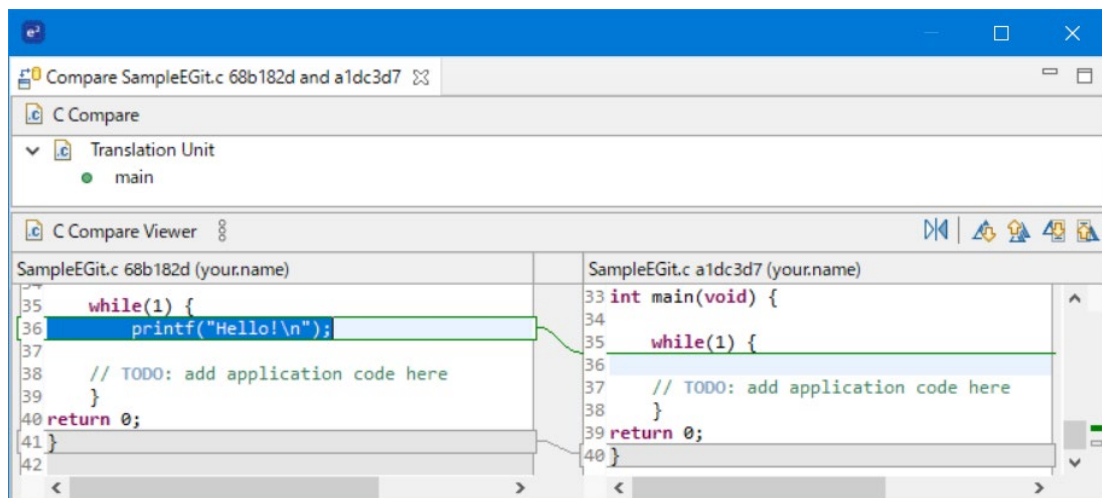 e²
Compare SampleEGit.c 68b182d and a1dc3d7
.c C Compare
.c Translation Unit
main
.c C Compare Viewer
SampleEGit.c 68b182d (your.name)
35 while(1) {
36 printf("Hello!\n");
37
38 // TODO: add application code here
39 }
40 return 0;
41 }
42
SampleEGit.c a1dc3d7 (your.name)
33 int main(void) {
34
35 while(1) {
36
37 // TODO: add application code here
38 }
39 return 0;
40 }